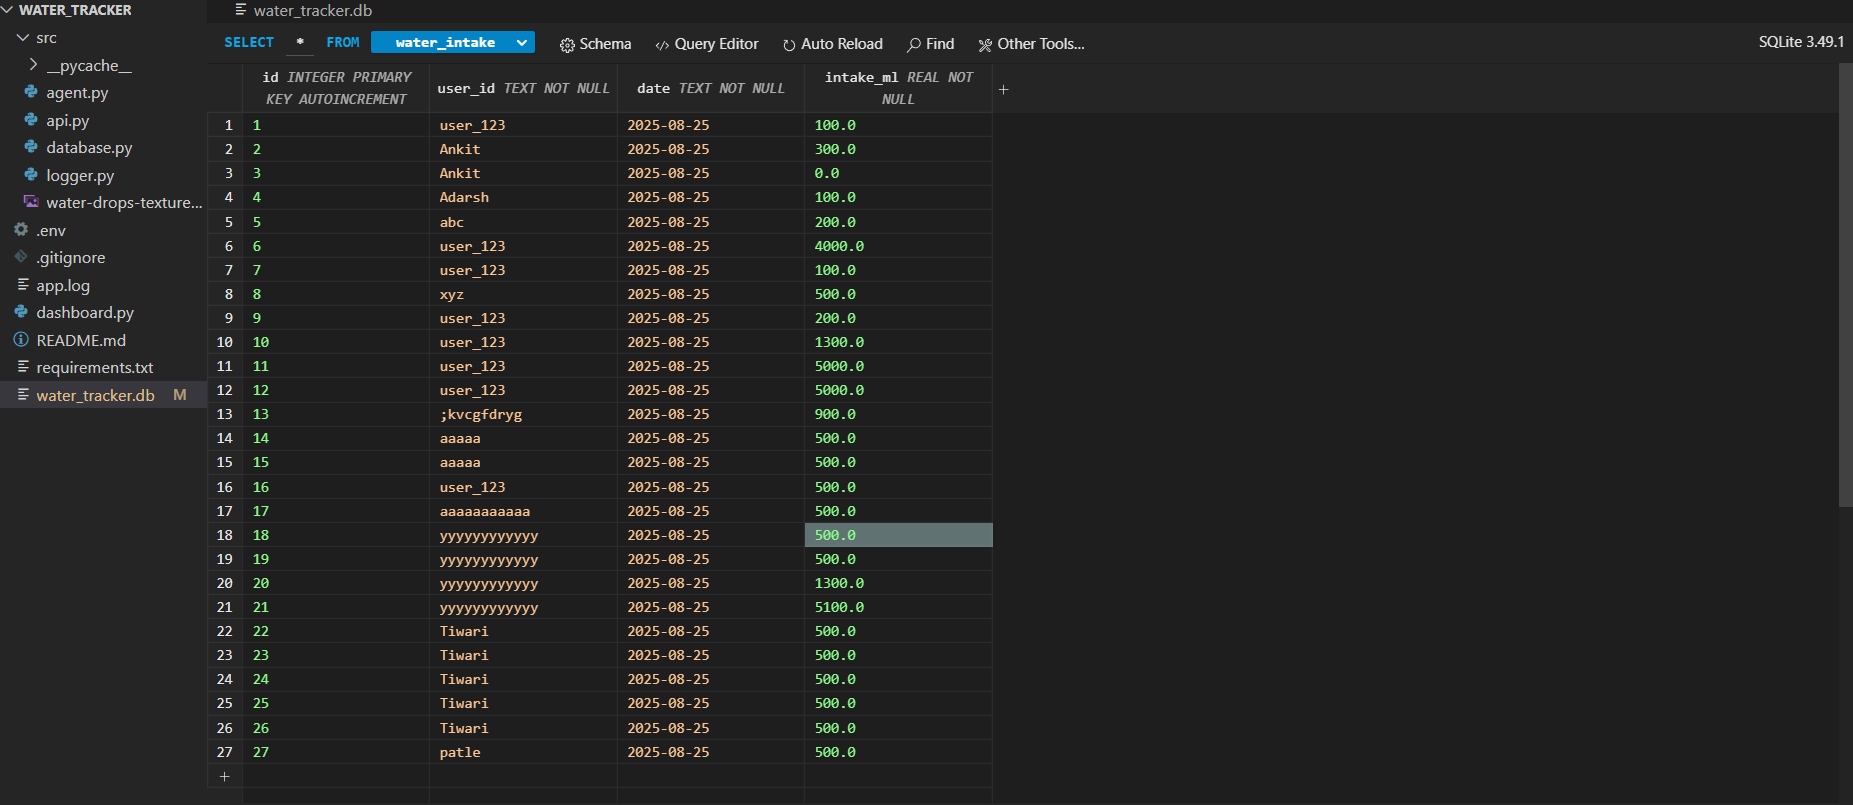 WATER_TRACKER
src
__pycache__
agent.py
api.py
database.py
logger.py
water-drops-texture...
.env
.gitignore
app.log
dashboard.py
README.md
requirements.txt
water_tracker.db M
water_tracker.db
SELECT * FROM water_intake Schema Query Editor Auto Reload Find Other Tools... SQLite 3.49.1
id INTEGER PRIMARY KEY AUTOINCREMENT user_id TEXT NOT NULL date TEXT NOT NULL intake_ml REAL NOT NULL +
1 1 user_123 2025-08-25 100.0
2 2 Ankit 2025-08-25 300.0
3 3 Ankit 2025-08-25 0.0
4 4 Adarsh 2025-08-25 100.0
5 5 abc 2025-08-25 200.0
6 6 user_123 2025-08-25 4000.0
7 7 user_123 2025-08-25 100.0
8 8 xyz 2025-08-25 500.0
9 9 user_123 2025-08-25 200.0
10 10 user_123 2025-08-25 1300.0
11 11 user_123 2025-08-25 5000.0
12 12 user_123 2025-08-25 5000.0
13 13 ;kvcgfdryg 2025-08-25 900.0
14 14 aaaaa 2025-08-25 500.0
15 15 aaaaa 2025-08-25 500.0
16 16 user_123 2025-08-25 500.0
17 17 aaaaaaaaaaa 2025-08-25 500.0
18 18 yyyyyyyyyyyy 2025-08-25 500.0
19 19 yyyyyyyyyyyy 2025-08-25 500.0
20 20 yyyyyyyyyyyy 2025-08-25 1300.0
21 21 yyyyyyyyyyyy 2025-08-25 5100.0
22 22 Tiwari 2025-08-25 500.0
23 23 Tiwari 2025-08-25 500.0
24 24 Tiwari 2025-08-25 500.0
25 25 Tiwari 2025-08-25 500.0
26 26 Tiwari 2025-08-25 500.0
27 27 patle 2025-08-25 500.0
+